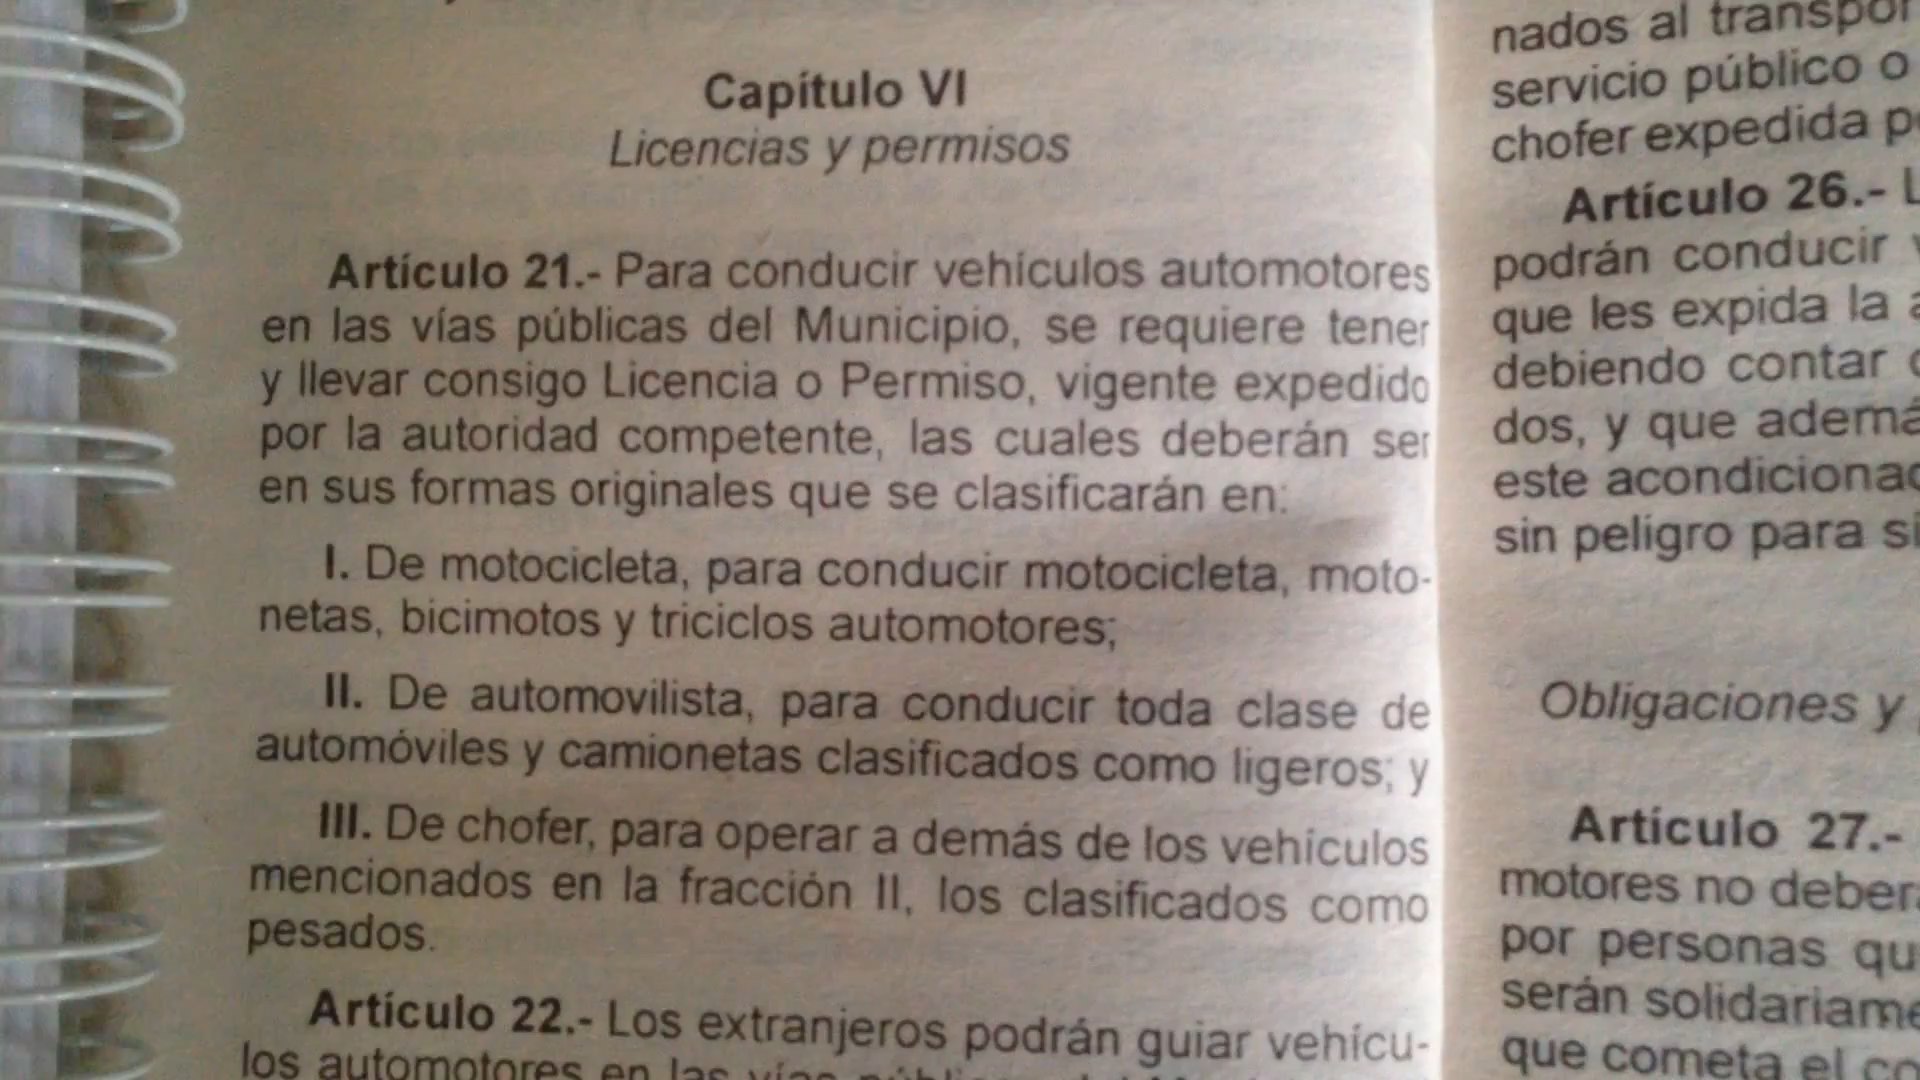 Capítulo VI
Licencias y permisos
Artículo 21.- Para conducir vehículos automotores
en las vías públicas del Municipio, se requiere tener
y llevar consigo Licencia o Permiso, vigente expedido
por la autoridad competente, las cuales deberán ser
en sus formas originales que se clasificarán en:
I. De motocicleta, para conducir motocicleta, moto-
netas, bicimotos y triciclos automotores;
II. De automovilista, para conducir toda clase de
automóviles y camionetas clasificados como ligeros; y
III. De chofer, para operar a demás de los vehículos
mencionados en la fracción II, los clasificados como
pesados.
Artículo 22.- Los extranjeros podrán guiar vehícu-
los automotores en las vías
nados al
servicio público o
chofer expedida
Artículo 26.-
podrán conducir
que les expida la
debiendo contar
dos, y que
este
sin peligro para
Obligaciones y
Artículo 27.-
motores no
por personas
serán
que cometa el